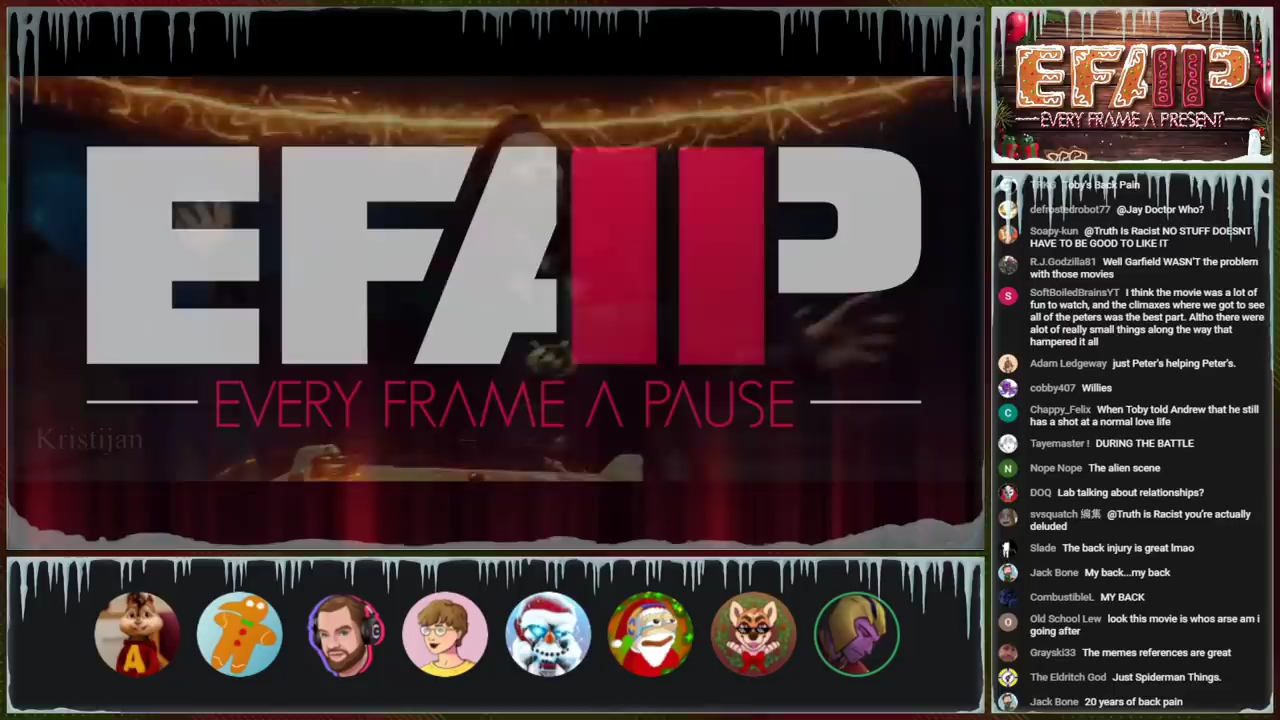 EFAP
EVERY FRAME A PAUSE
Kristijan
A
EFAP
EVERY FRAME A PRESENT
Toby's Back Pain
defrostedrobot77 @Jay Doctor Who?
Soapy-kun @Truth Is Racist NO STUFF DOESNT
HAVE TO BE GOOD TO LIKE IT
R.J.Godzilla81 Well Garfield WASN'T the problem
with those movies
S SoftBoiledBrainsYT I think the movie was a lot of
fun to watch, and the climaxes where we got to see
all of the peters was the best part. Altho there were
alot of really small things along the way that
hampered it all
Adam Ledgeway just Peter's helping Peter's.
cobby407 Willies
C Chappy_Felix When Toby told Andrew that he still
has a shot at a normal love life
Tayemaster ! DURING THE BATTLE
N Nope Nope The alien scene
DOQ Lab talking about relationships?
svsquatch 編集 @Truth is Racist you're actually
deluded
Slade The back injury is great lmao
Jack Bone My back...my back
CombustibleL MY BACK
O Old School Lew look this movie is whos arse am i
going after
Grayski33 The memes references are great
The Eldritch God Just Spiderman Things.
Jack Bone 20 years of back pain